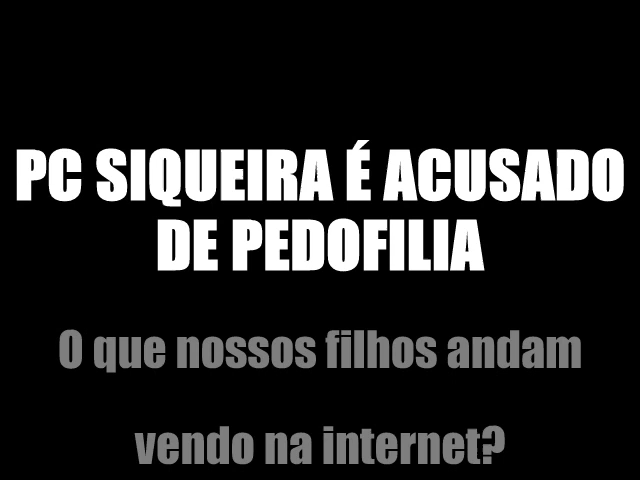 PC SIQUEIRA É ACUSADO
DE PEDOFILIA
O que nossos filhos andam
vendo na internet?